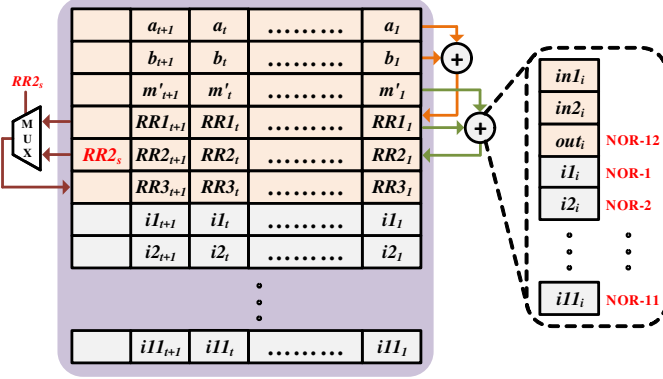 a_{t+1} a_t ......... a_1
b_{t+1} b_t ......... b_1
m'_{t+1} m'_t ......... m'_1
RR1_{t+1} RR1_t ......... RR1_1
RR2_s RR2_{t+1} RR2_t ......... RR2_1
RR3_{t+1} RR3_t ......... RR3_1
i1_{t+1} i1_t ......... i1_1
i2_{t+1} i2_t ......... i2_1
i11_{t+1} i11_t ......... i11_1
RR2_s
M
U
X
+
+
in1_i
in2_i
out_i NOR-12
i1_i NOR-1
i2_i NOR-2
i11_i NOR-11